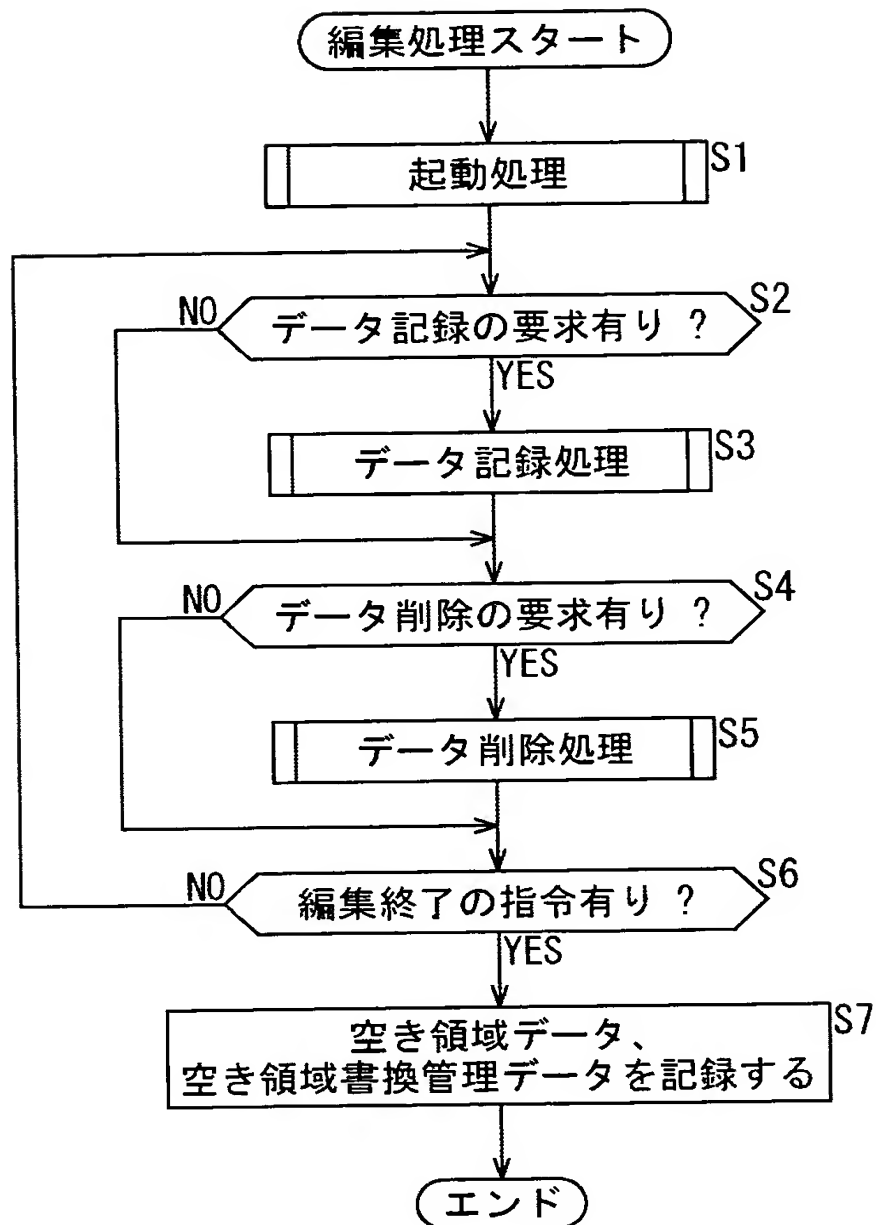 編集処理スタート
起動処理
S1
NO
データ記録の要求有り ?
S2
YES
データ記録処理
S3
NO
データ削除の要求有り ?
S4
YES
データ削除処理
S5
NO
編集終了の指令有り ?
S6
YES
空き領域データ、
空き領域書換管理データを記録する
S7
エンド